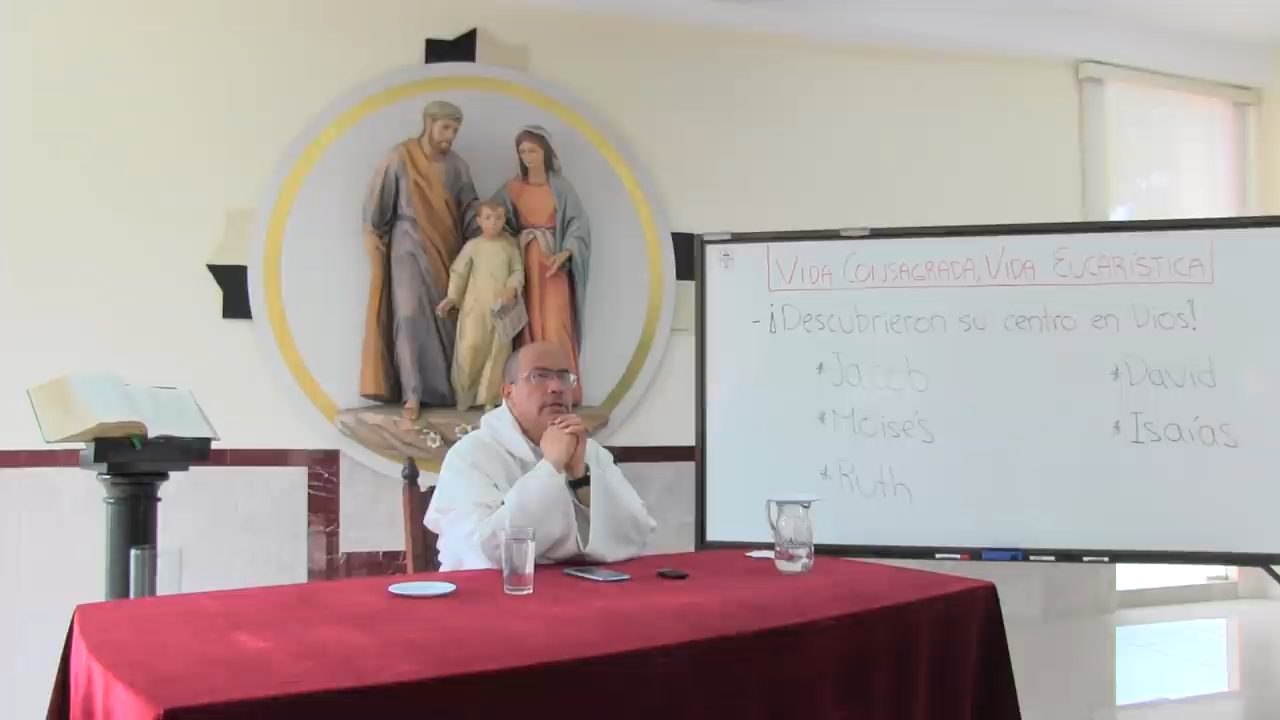 VIDA CONSAGRADA, VIDA EUCARÍSTICA
- ¡Descubrieron su centro en Dios!
* Jacob
* David
* Moisés
* Isaías
* Ruth